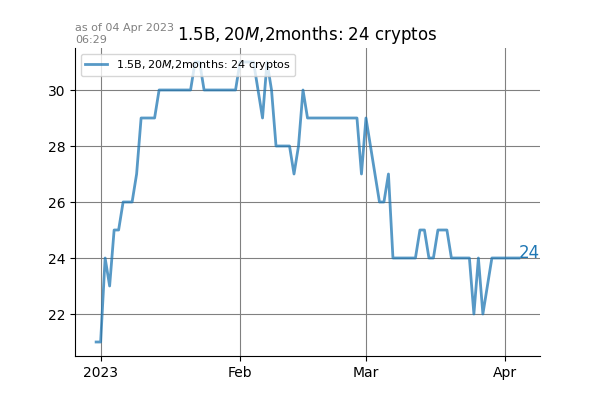 as of 04 Apr 2023
06:29
1.5B, 20M,2months: 24 cryptos
1.5B, 20M,2months: 24 cryptos
30
28
26
24
22
24
2023
Feb
Mar
Apr